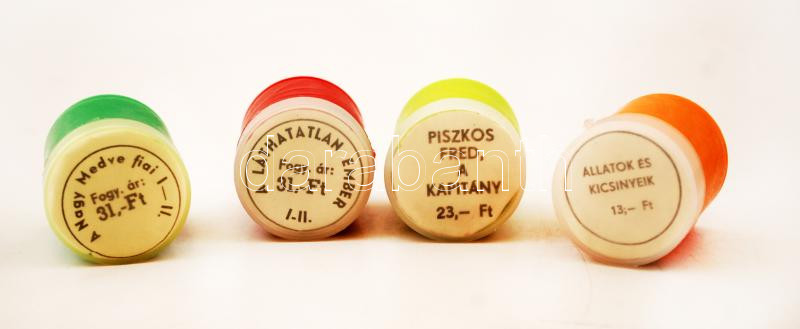 A Nagy Medve fiai I-II.
Fogy. ár:
31,-Ft
A LÁTHATATLAN EMBER
Fogy. ár:
31,-Ft
I-II.
PISZKOS
FRED,
A
KAPITÁNY
23,- Ft
ÁLLATOK ÉS
KICSINYEIK
13,- Ft
darabanth